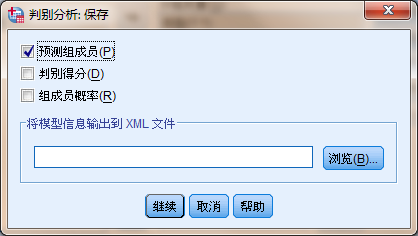 判别分析: 保存
预测组成员(P)
判别得分(D)
组成员概率(R)
将模型信息输出到 XML 文件
浏览(B)...
继续 取消 帮助